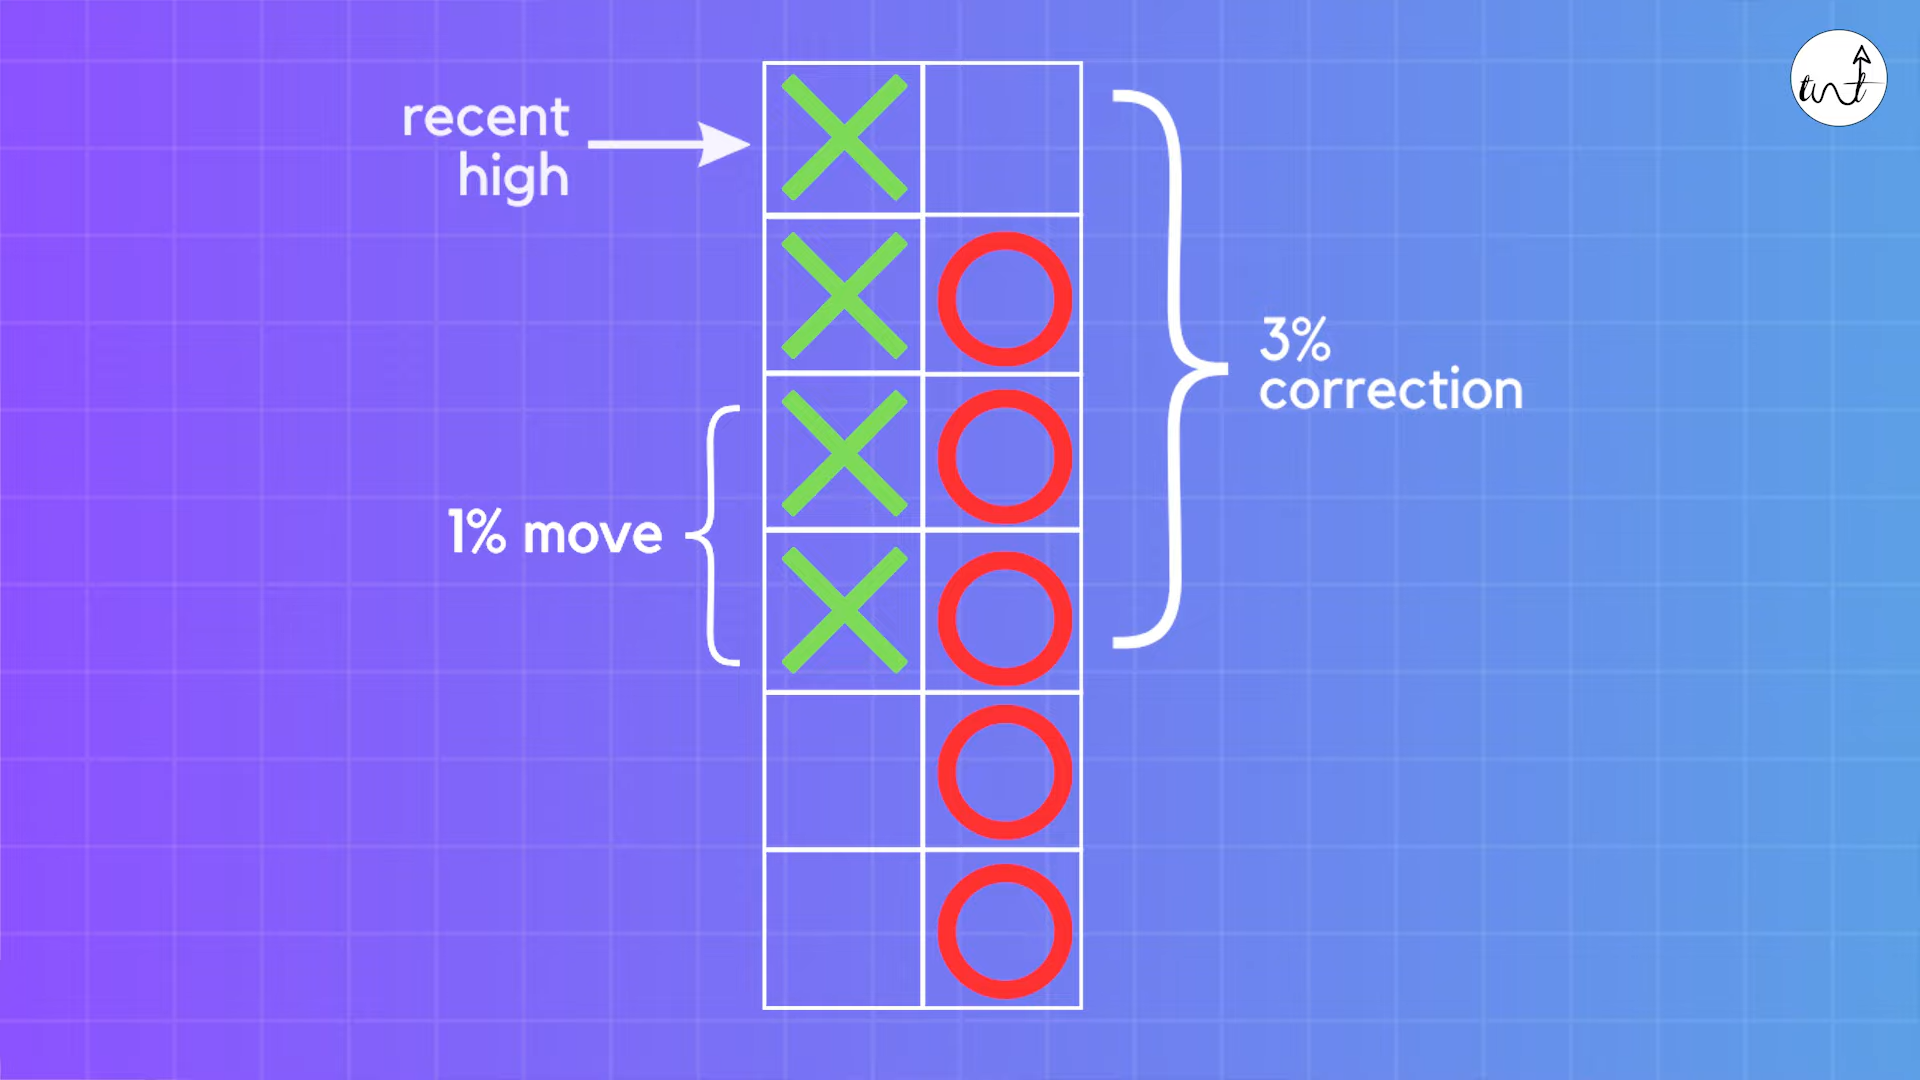 recent
high
3%
correction
1% move